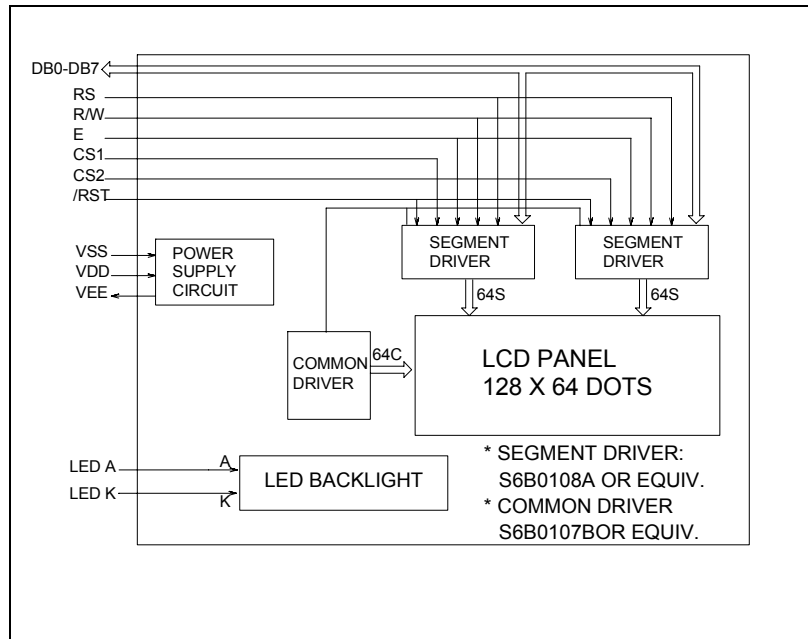 DB0-DB7
RS
R/W
E
CS1
CS2
/RST
SEGMENT
DRIVER
SEGMENT
DRIVER
VSS
VDD
VEE
POWER
SUPPLY
CIRCUIT
64S
64S
COMMON
DRIVER
64C
LCD PANEL
128 X 64 DOTS
LED A
LED K
A
K
LED BACKLIGHT
* SEGMENT DRIVER:
S6B0108A OR EQUIV.
* COMMON DRIVER
S6B0107BOR EQUIV.